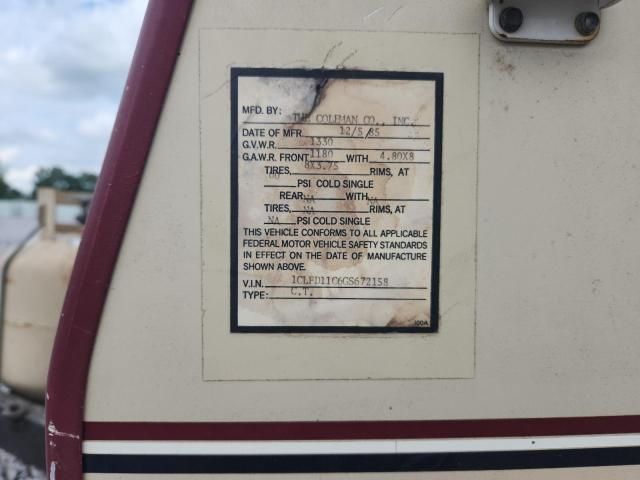 MFD. BY: THE COLEMAN CO., INC.
DATE OF MFR. 12/5/85
G.V.W.R. 1330
G.A.W.R. FRONT 1180 WITH 4.80X8
TIRES, 8X3.75 RIMS, AT
60 PSI COLD SINGLE
REAR NA WITH NA
TIRES, NA RIMS, AT
NA PSI COLD SINGLE
THIS VEHICLE CONFORMS TO ALL APPLICABLE
FEDERAL MOTOR VEHICLE SAFETY STANDARDS
IN EFFECT ON THE DATE OF MANUFACTURE
SHOWN ABOVE.
V.I.N. 1CLFD11C6GS672158
TYPE: C.T.
100A